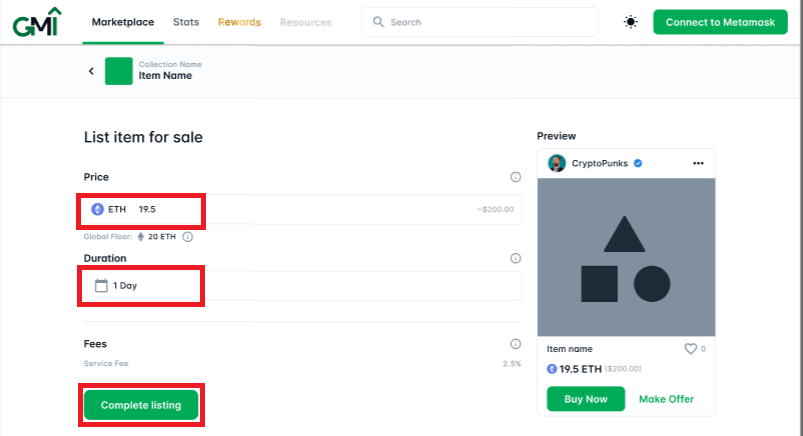 GMI
Marketplace Stats Rewards Resources Search Connect to Metamask
Collection Name
Item Name
List item for sale
Price
ETH 19.5 ~$200.00
Global Floor: 20 ETH
Duration
1 Day
Fees
Service Fee 2.5%
Complete listing
Preview
CryptoPunks
Item name 0
19.5 ETH ($200.00)
Buy Now Make Offer